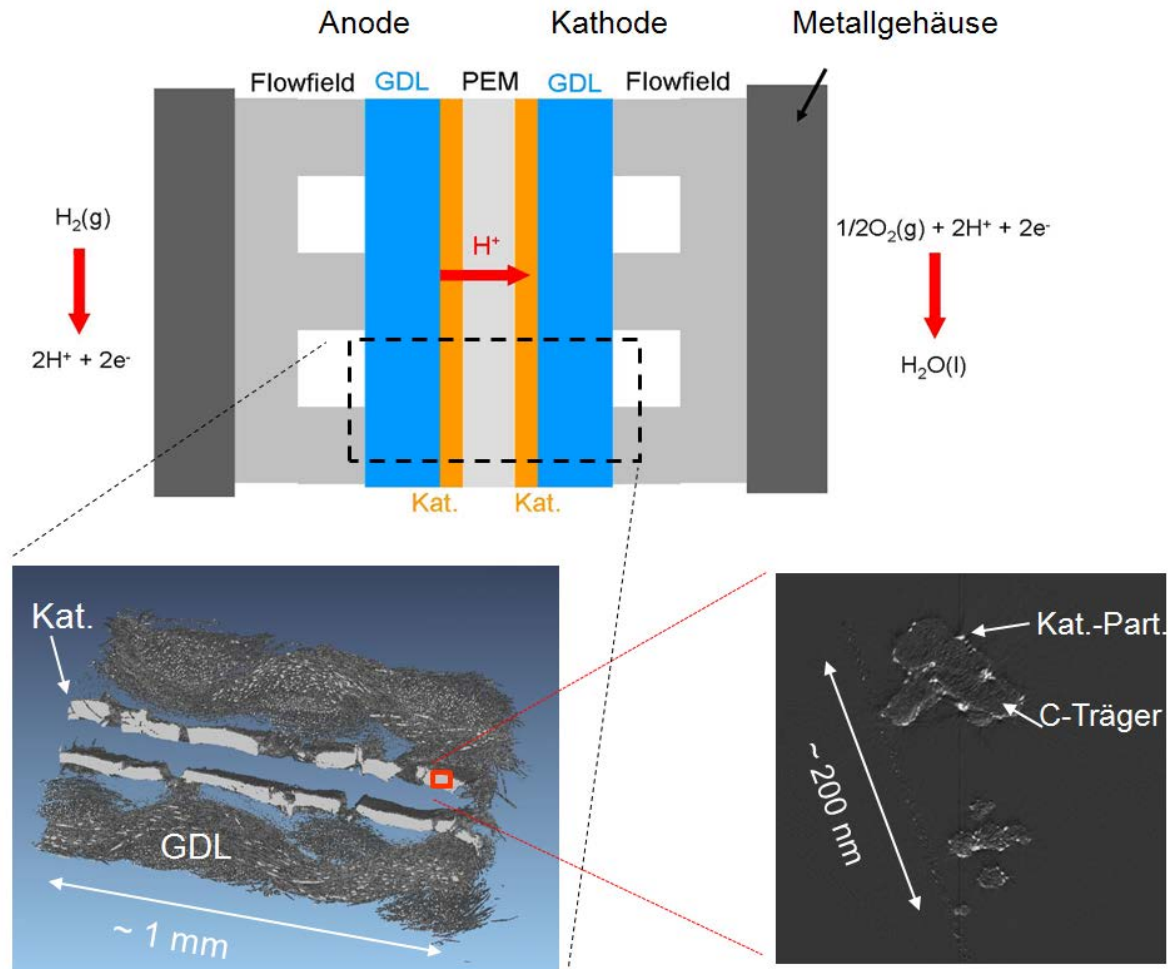 Anode Kathode Metallgehäuse
Flowfield GDL PEM GDL Flowfield
H₂(g)
2H⁺ + 2e⁻
H⁺
1/2O₂(g) + 2H⁺ + 2e⁻
H₂O(l)
Kat. Kat.
Kat.
GDL
~ 1 mm
Kat.-Part.
C-Träger
~ 200 nm